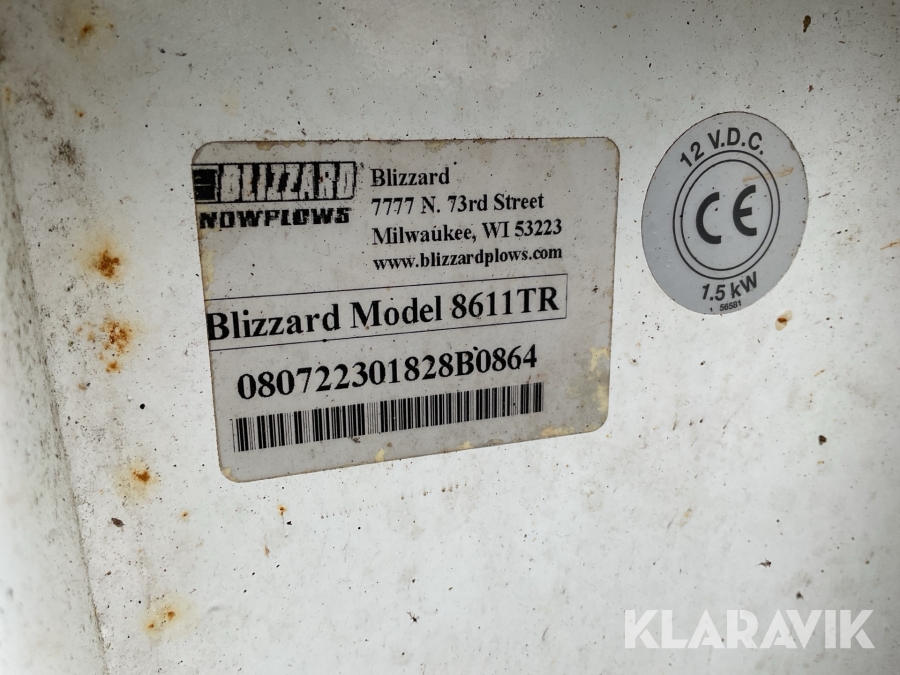 BLIZZARD
NOWPLOWS
Blizzard
7777 N. 73rd Street
Milwaukee, WI 53223
www.blizzardplows.com
Blizzard Model 8611TR
080722301828B0864
12 V.D.C.
CE
1.5 kW
1 56581
KLARAVIK